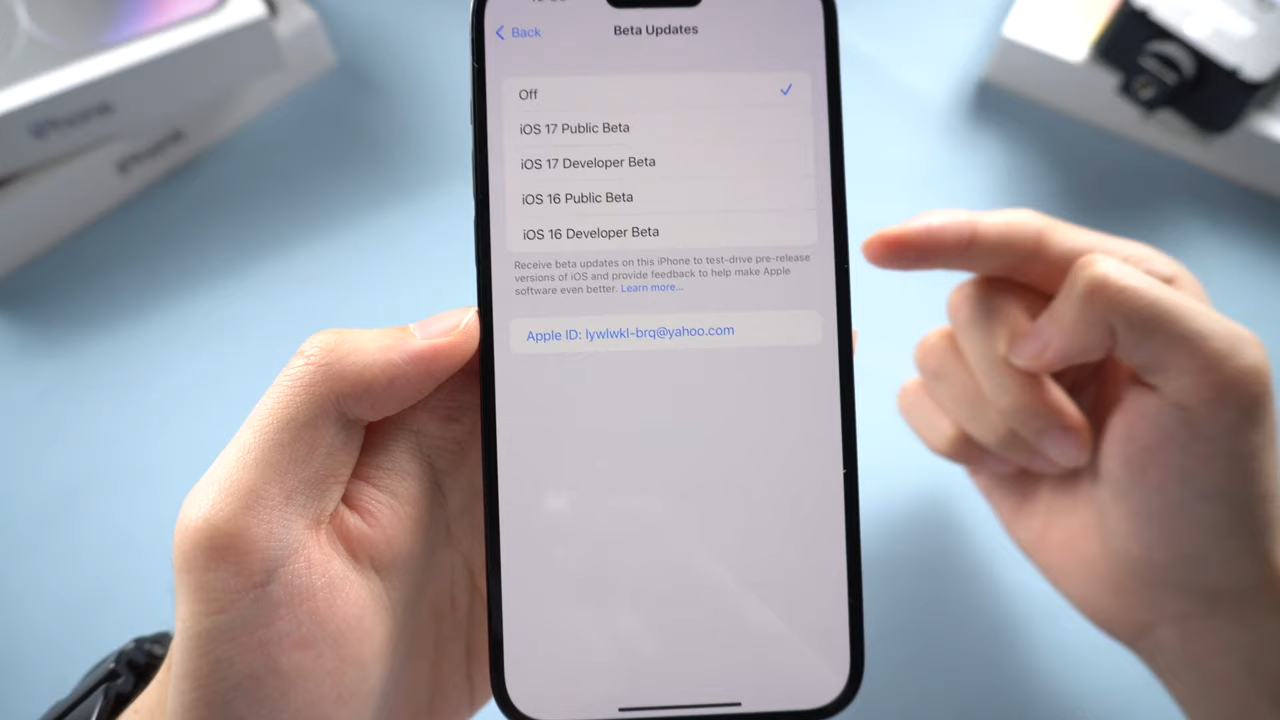 Back
Beta Updates
Off
iOS 17 Public Beta
iOS 17 Developer Beta
iOS 16 Public Beta
iOS 16 Developer Beta
Receive beta updates on this iPhone to test-drive pre-release
versions of iOS and provide feedback to help make Apple
software even better. Learn more...
Apple ID: lywlwkl-brq@yahoo.com
iPhone
iPhone